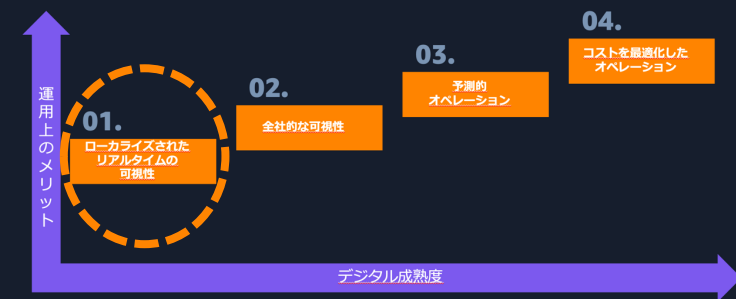 運用上のメリット
01.
ローカライズされた
リアルタイムの
可視性
02.
全社的な可視性
03.
予測的
オペレーション
04.
コストを最適化した
オペレーション
デジタル成熟度